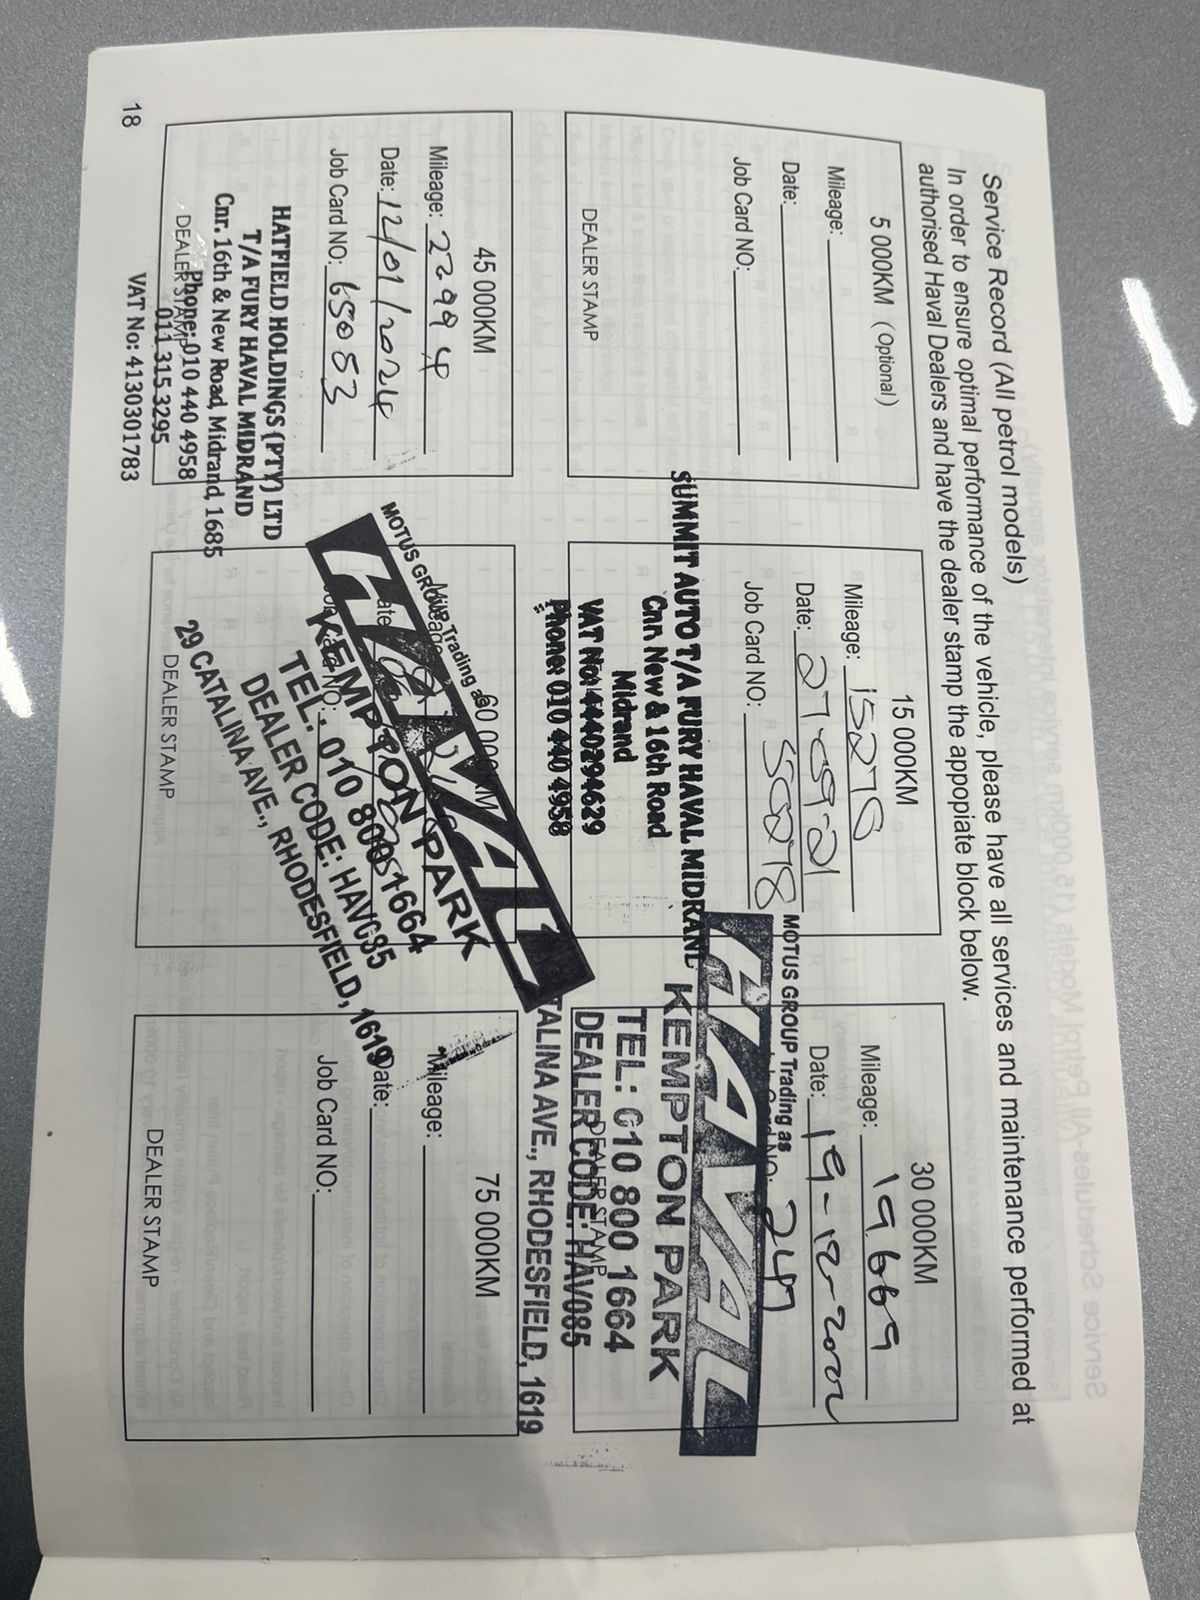 Service Record (All petrol models)
In order to ensure optimal performance of the vehicle, please have all services and maintenance performed at
authorised Haval Dealers and have the dealer stamp the appopiate block below.
5 000KM (Optional)
Mileage:
Date:
Job Card NO:
DEALER STAMP
15 000KM
Mileage:
Date: 27-09-21
Job Card NO:
SUMMIT AUTO T/A FURY HAVAL MIDRAND
Cnr. New & 16th Road
Midrand
VAT No: 4440294629
Phone: 010 440 4958
30 000KM
Mileage: 19669
Date:
MOTUS GROUP Trading as
HAVAL
KEMPTON PARK
TEL: 010 800 1664
DEALER CODE: HAV085
DEALER STAMP
TALINA AVE., RHODESFIELD, 1619
45 000KM
Mileage: 22994
Date: 12/01/2024
Job Card NO: 65083
HATFIELD HOLDINGS (PTY) LTD
T/A FURY HAVAL MIDRAND
Cnr. 16th & New Road, Midrand, 1685
DEALER STAMP
Phone: 010 440 4958
011 315 3295
VAT No: 4130301783
60 000KM
MOTUS GROUP Trading as
HAVAL
KEMPTON PARK
TEL: 010 800 1664
DEALER CODE: HAV085
29 CATALINA AVE., RHODESFIELD, 1619
DEALER STAMP
75 000KM
Mileage:
Date:
Job Card NO:
DEALER STAMP
18